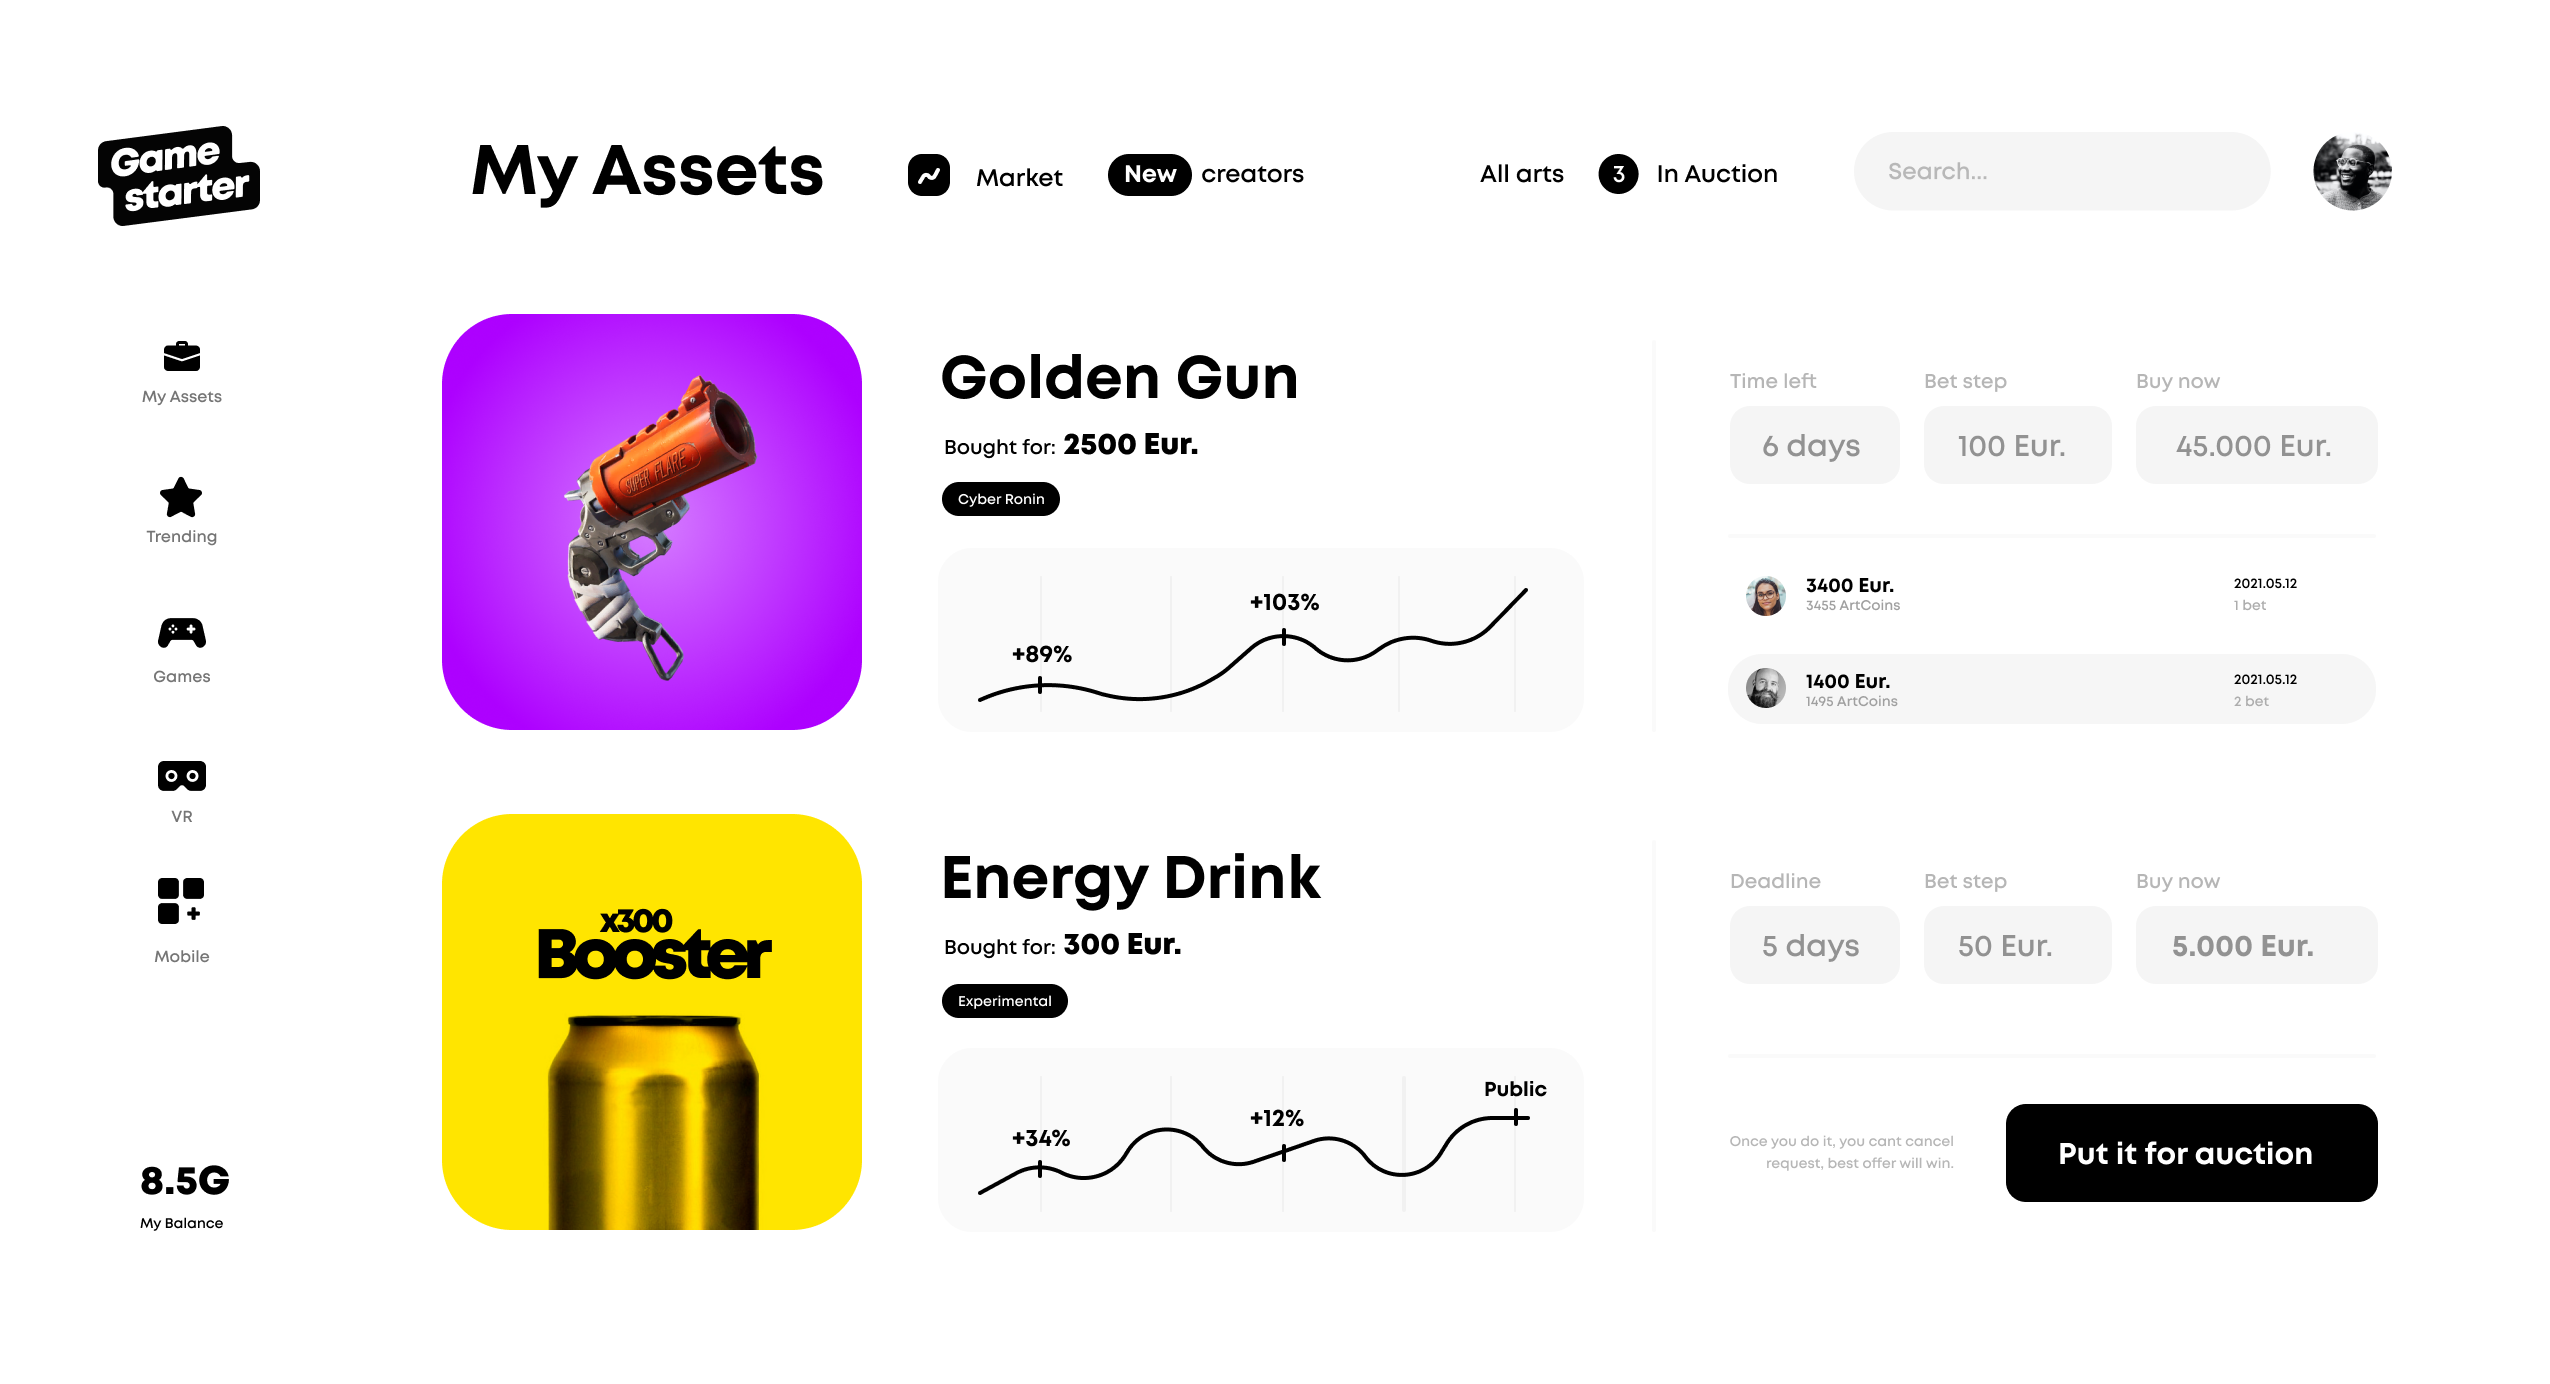 Game
starter
My Assets
Market
New creators
All arts
3 In Auction
Search...
My Assets
Trending
Games
VR
Mobile
8.5G
My Balance
SUPER FLARE
Golden Gun
Bought for: 2500 Eur.
Cyber Ronin
+89%
+103%
Time left
6 days
Bet step
100 Eur.
Buy now
45.000 Eur.
3400 Eur.
3455 ArtCoins
2021.05.12
1 bet
1400 Eur.
1495 ArtCoins
2021.05.12
2 bet
x300
Booster
Energy Drink
Bought for: 300 Eur.
Experimental
+34%
+12%
Public
Deadline
5 days
Bet step
50 Eur.
Buy now
5.000 Eur.
Once you do it, you cant cancel
request, best offer will win.
Put it for auction